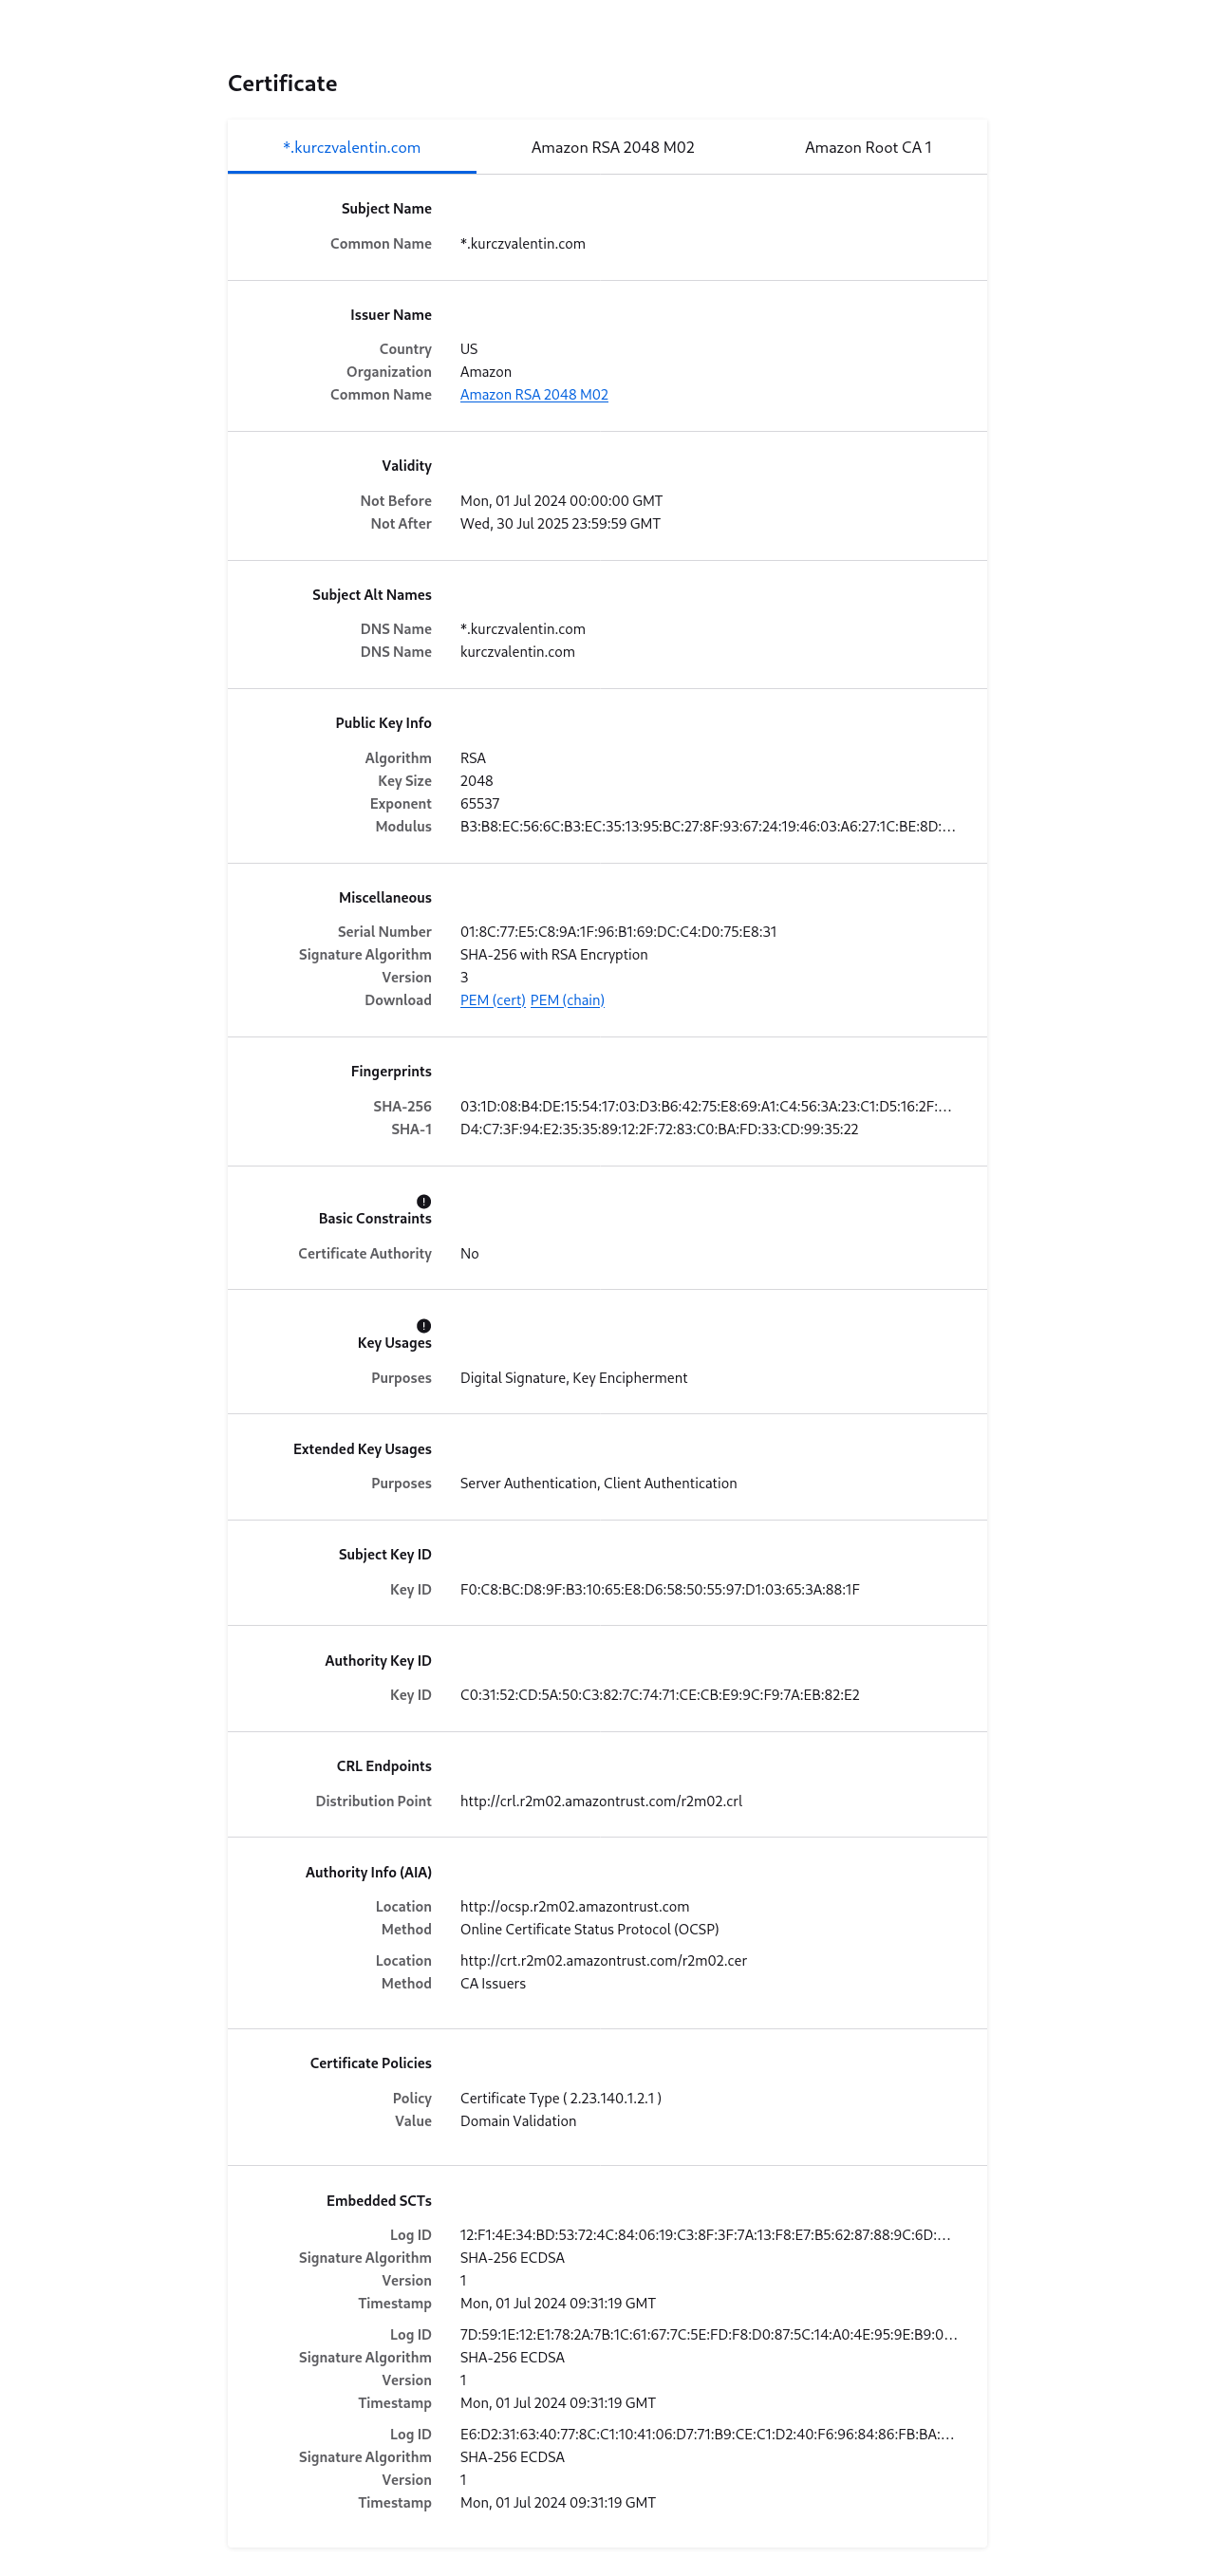 Certificate
*.kurczvalentin.com Amazon RSA 2048 M02 Amazon Root CA 1
Subject Name
Common Name *.kurczvalentin.com
Issuer Name
Country US
Organization Amazon
Common Name Amazon RSA 2048 M02
Validity
Not Before Mon, 01 Jul 2024 00:00:00 GMT
Not After Wed, 30 Jul 2025 23:59:59 GMT
Subject Alt Names
DNS Name *.kurczvalentin.com
DNS Name kurczvalentin.com
Public Key Info
Algorithm RSA
Key Size 2048
Exponent 65537
Modulus B3:B8:EC:56:6C:B3:EC:35:13:95:BC:27:8F:93:67:24:19:46:03:A6:27:1C:BE:8D:…
Miscellaneous
Serial Number 01:8C:77:E5:C8:9A:1F:96:B1:69:DC:C4:D0:75:E8:31
Signature Algorithm SHA-256 with RSA Encryption
Version 3
Download PEM (cert) PEM (chain)
Fingerprints
SHA-256 03:1D:08:B4:DE:15:54:17:03:D3:B6:42:75:E8:69:A1:C4:56:3A:23:C1:D5:16:2F:…
SHA-1 D4:C7:3F:94:E2:35:35:89:12:2F:72:83:C0:BA:FD:33:CD:99:35:22
Basic Constraints
Certificate Authority No
Key Usages
Purposes Digital Signature, Key Encipherment
Extended Key Usages
Purposes Server Authentication, Client Authentication
Subject Key ID
Key ID F0:C8:BC:D8:9F:B3:10:65:E8:D6:58:50:55:97:D1:03:65:3A:88:1F
Authority Key ID
Key ID C0:31:52:CD:5A:50:C3:82:7C:74:71:CE:CB:E9:9C:F9:7A:EB:82:E2
CRL Endpoints
Distribution Point http://crl.r2m02.amazontrust.com/r2m02.crl
Authority Info (AIA)
Location http://ocsp.r2m02.amazontrust.com
Method Online Certificate Status Protocol (OCSP)
Location http://crt.r2m02.amazontrust.com/r2m02.cer
Method CA Issuers
Certificate Policies
Policy Certificate Type ( 2.23.140.1.2.1 )
Value Domain Validation
Embedded SCTs
Log ID 12:F1:4E:34:BD:53:72:4C:84:06:19:C3:8F:3F:7A:13:F8:E7:B5:62:87:88:9C:6D:…
Signature Algorithm SHA-256 ECDSA
Version 1
Timestamp Mon, 01 Jul 2024 09:31:19 GMT
Log ID 7D:59:1E:12:E1:78:2A:7B:1C:61:67:7C:5E:FD:F8:D0:87:5C:14:A0:4E:95:9E:B9:0…
Signature Algorithm SHA-256 ECDSA
Version 1
Timestamp Mon, 01 Jul 2024 09:31:19 GMT
Log ID E6:D2:31:63:40:77:8C:C1:10:41:06:D7:71:B9:CE:C1:D2:40:F6:96:84:86:FB:BA:…
Signature Algorithm SHA-256 ECDSA
Version 1
Timestamp Mon, 01 Jul 2024 09:31:19 GMT